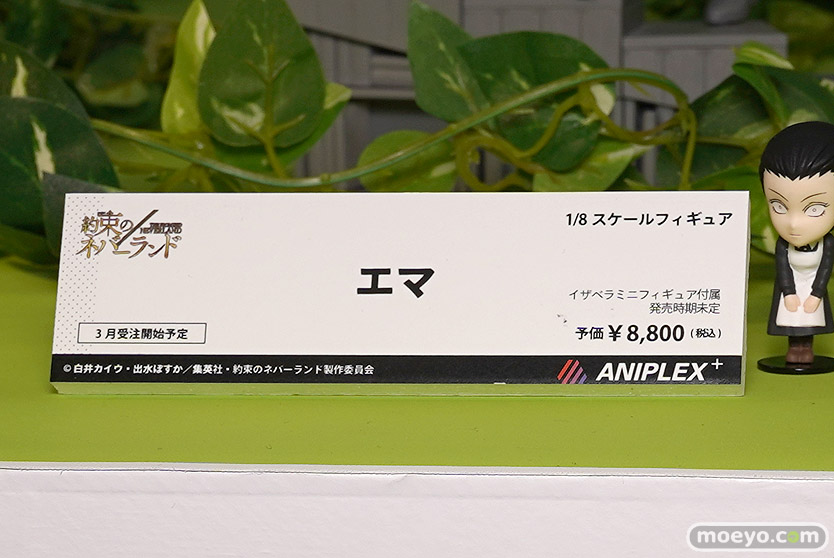 約束の
ネバーランド
1/8 スケールフィギュア
エマ
イザベラミニフィギュア付属
発売時期未定
3月受注開始予定
予価￥8,800（税込）
©白井カイウ・出水ぽすか／集英社・約束のネバーランド製作委員会
ANIPLEX+
moeyo.com